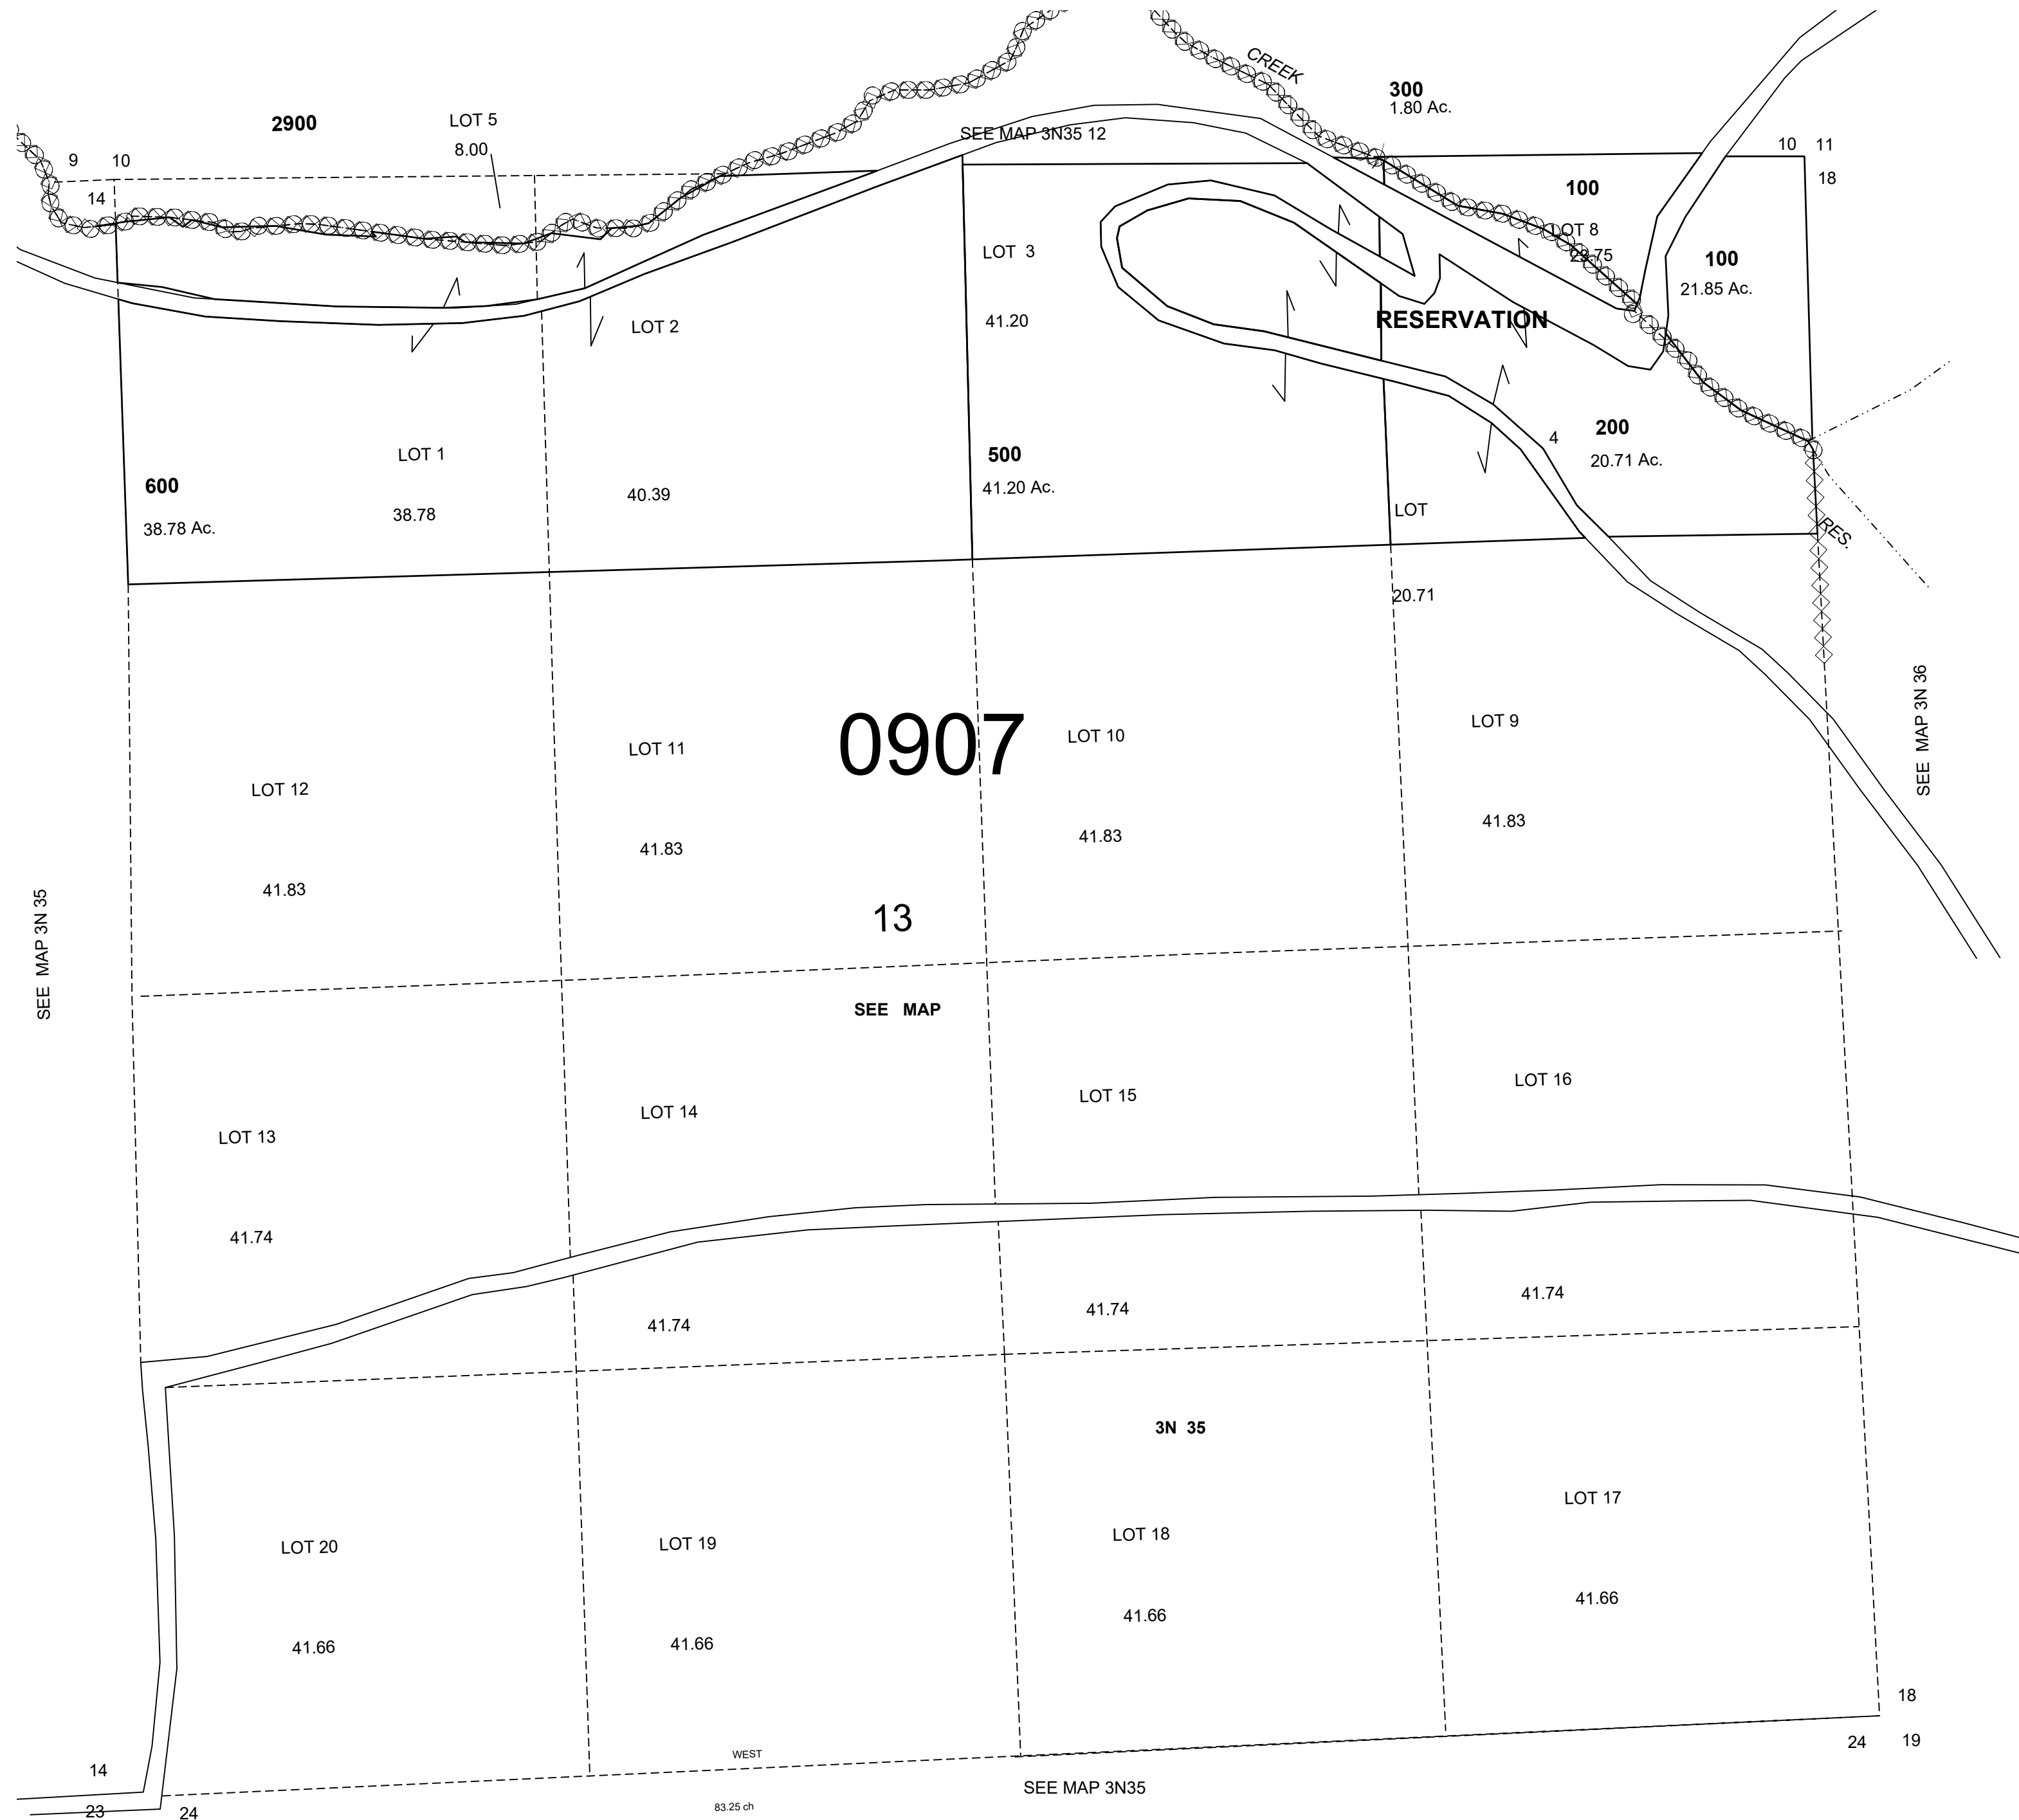 CREEK
300
1.80 Ac.
2900
LOT 5
8.00
SEE MAP 3N35 12
9 10
10 11
14
18
100
LOT 8
23.75
LOT 3
100
21.85 Ac.
41.20
RESERVATION
LOT 2
4
200
20.71 Ac.
LOT 1
500
41.20 Ac.
600
38.78 Ac.
38.78
40.39
LOT
RES.
20.71
SEE MAP 3N 36
0907
LOT 9
LOT 10
LOT 11
LOT 12
41.83
41.83
41.83
41.83
SEE MAP 3N 35
13
SEE MAP
LOT 13
LOT 14
LOT 15
LOT 16
41.74
41.74
41.74
41.74
3N 35
LOT 20
LOT 19
LOT 18
LOT 17
41.66
41.66
41.66
41.66
18
24 19
WEST
14
SEE MAP 3N35
83.25 ch
23 24